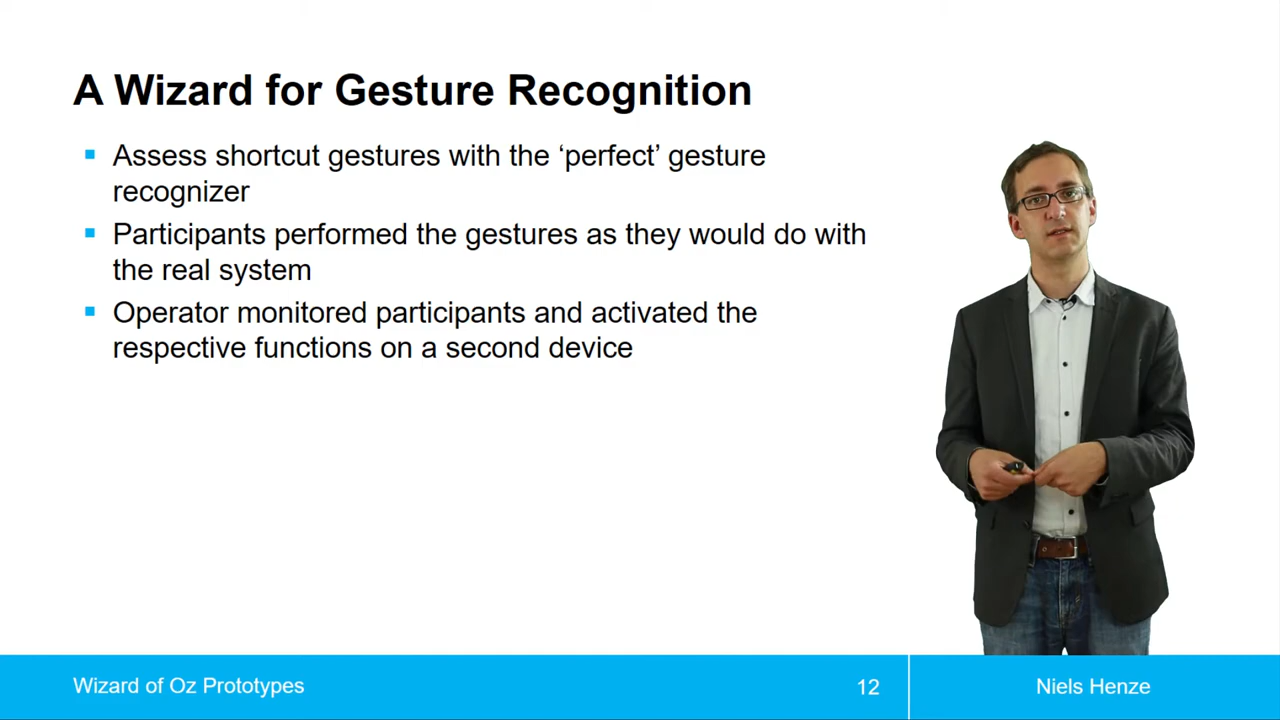 A Wizard for Gesture Recognition
Assess shortcut gestures with the ‘perfect’ gesture
recognizer
Participants performed the gestures as they would do with
the real system
Operator monitored participants and activated the
respective functions on a second device
Wizard of Oz Prototypes
12
Niels Henze